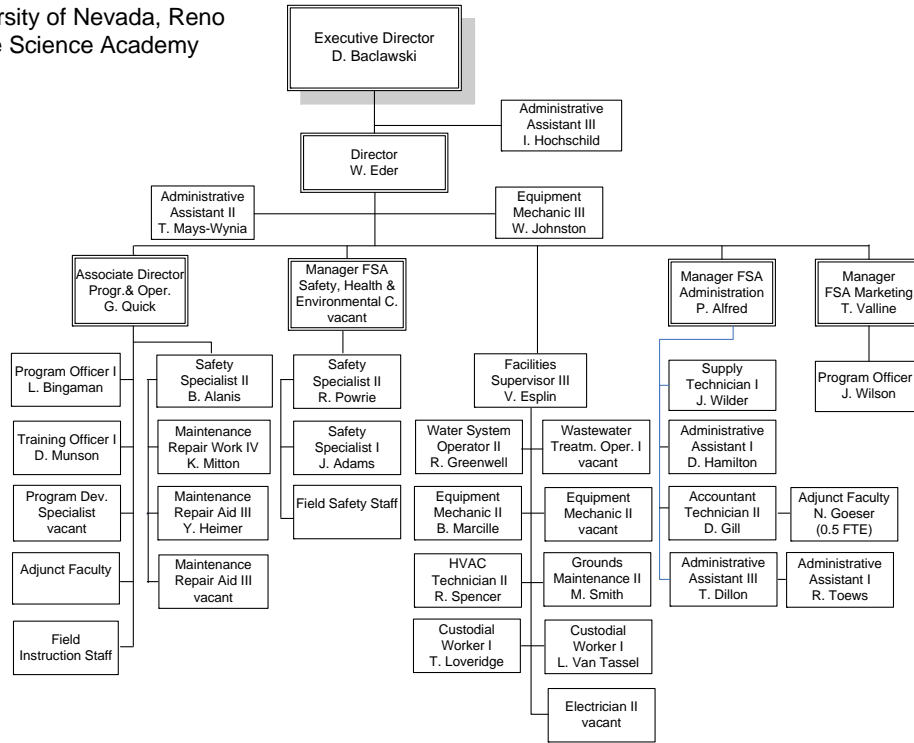 of Nevada, Reno
Science Academy
Executive Director
D. Baclawski
Administrative
Assistant III
I. Hochschild
Director
W. Eder
Administrative
Assistant II
T. Mays-Wynia
Equipment
Mechanic III
W. Johnston
Associate Director
Progr.& Oper.
G. Quick
Manager FSA
Safety, Health &
Environmental C.
vacant
Manager FSA
Administration
P. Alfred
Manager
FSA Marketing
T. Valline
Program Officer I
L. Bingaman
Safety
Specialist II
B. Alanis
Safety
Specialist II
R. Powrie
Facilities
Supervisor III
V. Esplin
Supply
Technician I
J. Wilder
Program Officer
J. Wilson
Training Officer I
D. Munson
Maintenance
Repair Work IV
K. Mitton
Safety
Specialist I
J. Adams
Water System
Operator II
R. Greenwell
Wastewater
Treatm. Oper. I
vacant
Administrative
Assistant I
D. Hamilton
Program Dev.
Specialist
vacant
Maintenance
Repair Aid III
Y. Heimer
Field Safety Staff
Equipment
Mechanic II
B. Marcille
Equipment
Mechanic II
vacant
Accountant
Technician II
D. Gill
Adjunct Faculty
N. Goeser
(0.5 FTE)
Adjunct Faculty
Maintenance
Repair Aid III
vacant
HVAC
Technician II
R. Spencer
Grounds
Maintenance II
M. Smith
Administrative
Assistant III
T. Dillon
Administrative
Assistant I
R. Toews
Field
Instruction Staff
Custodial
Worker I
T. Loveridge
Custodial
Worker I
L. Van Tassel
Electrician II
vacant